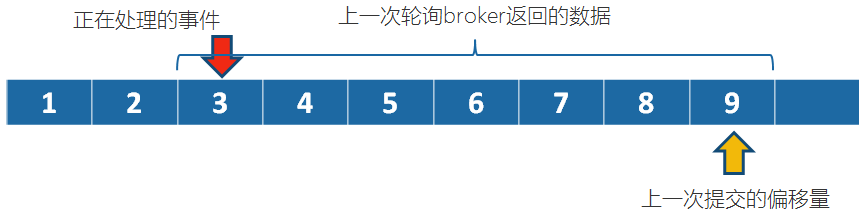 正在处理的事件
上一次轮询broker返回的数据
1 2 3 4 5 6 7 8 9
上一次提交的偏移量